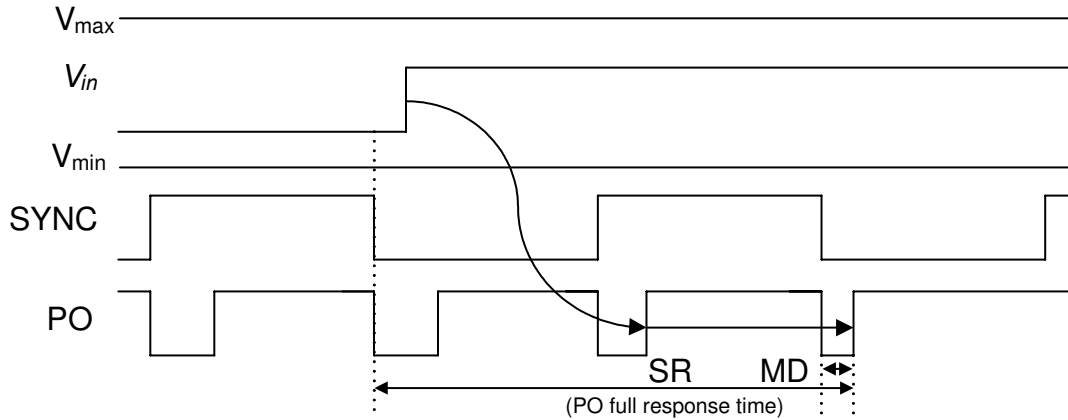 Vmax
Vin
Vmin
SYNC
PO
SR
MD
(PO full response time)